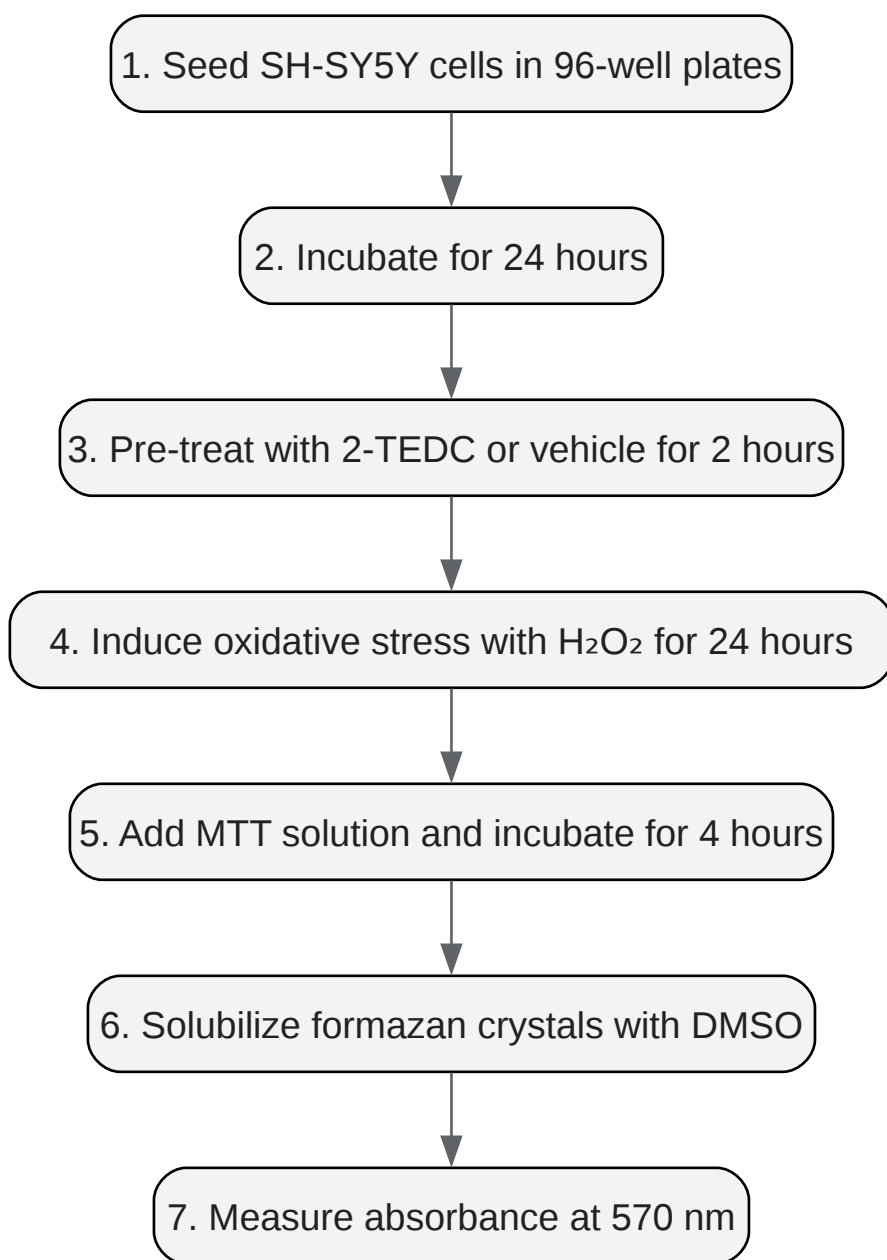 1. Seed SH-SY5Y cells in 96-well plates
2. Incubate for 24 hours
3. Pre-treat with 2-TEDC or vehicle for 2 hours
4. Induce oxidative stress with H₂O₂ for 24 hours
5. Add MTT solution and incubate for 4 hours
6. Solubilize formazan crystals with DMSO
7. Measure absorbance at 570 nm